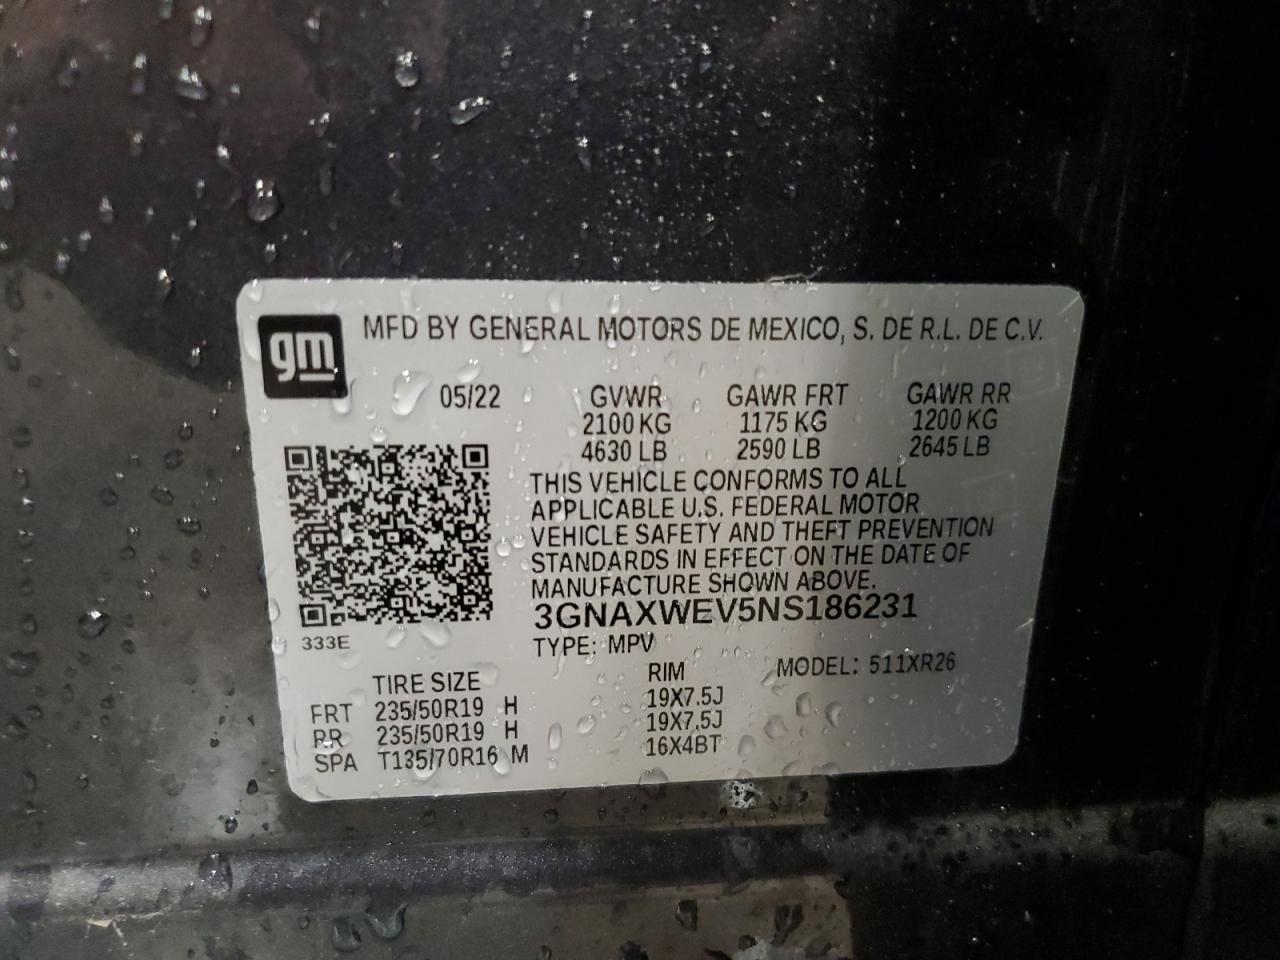 gm MFD BY GENERAL MOTORS DE MEXICO, S. DE R.L. DE C.V.
05/22 GVWR GAWR FRT GAWR RR
2100 KG 1175 KG 1200 KG
4630 LB 2590 LB 2645 LB
THIS VEHICLE CONFORMS TO ALL
APPLICABLE U.S. FEDERAL MOTOR
VEHICLE SAFETY AND THEFT PREVENTION
STANDARDS IN EFFECT ON THE DATE OF
MANUFACTURE SHOWN ABOVE.
3GNAXWEV5NS186231
333E
TYPE: MPV
MODEL: 511XR26
TIRE SIZE RIM
FRT 235/50R19 H 19X7.5J
RR 235/50R19 H 19X7.5J
SPA T135/70R16 M 16X4BT